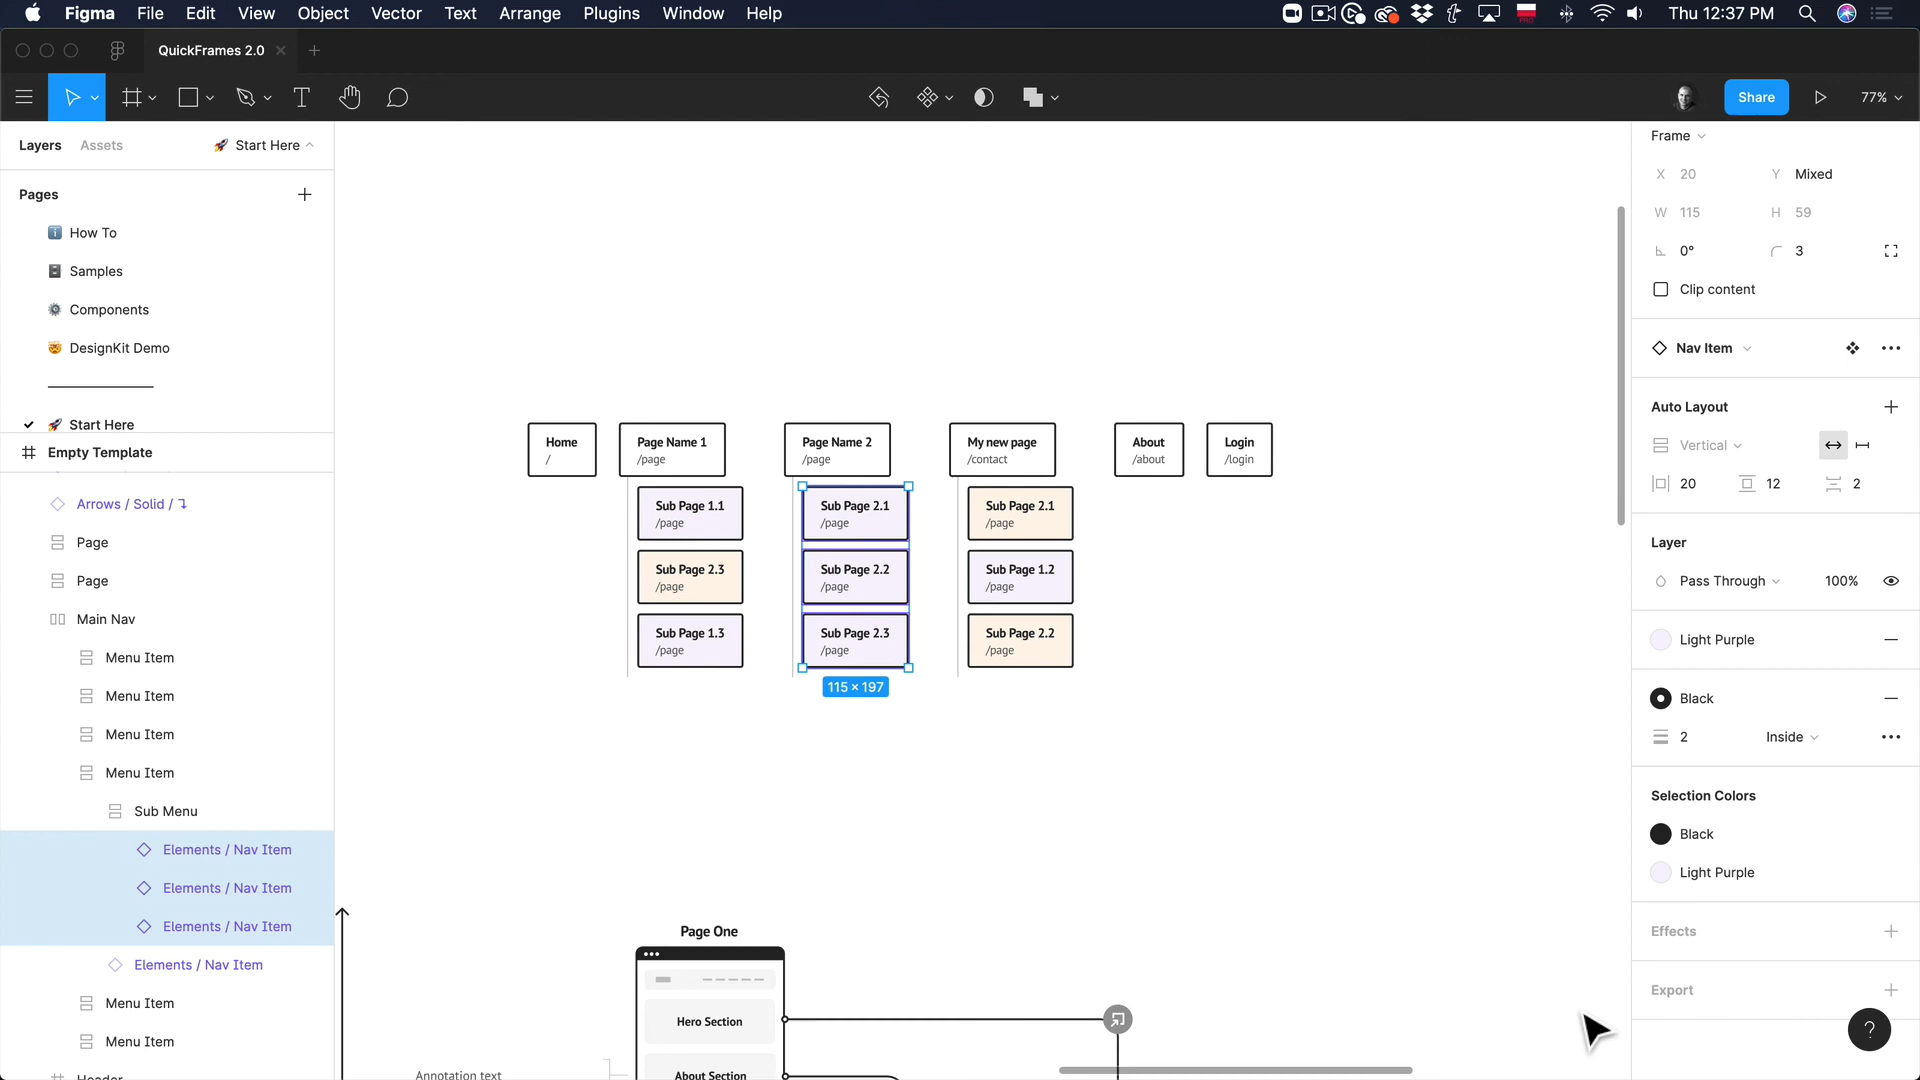 Figma File Edit View Object Vector Text Arrange Plugins Window Help Thu 12:37 PM
QuickFrames 2.0
Share 77%
Layers Assets Start Here
Pages
How To
Samples
Components
DesignKit Demo
Start Here
Empty Template
Arrows / Solid / ↴
Page
Page
Main Nav
Menu Item
Menu Item
Menu Item
Menu Item
Sub Menu
Elements / Nav Item
Elements / Nav Item
Elements / Nav Item
Elements / Nav Item
Menu Item
Menu Item
Header
Home
/
Page Name 1
/page
Page Name 2
/page
My new page
/contact
About
/about
Login
/login
Sub Page 1.1
/page
Sub Page 2.3
/page
Sub Page 1.3
/page
Sub Page 2.1
/page
Sub Page 2.2
/page
Sub Page 2.3
/page
115 × 197
Sub Page 2.1
/page
Sub Page 1.2
/page
Sub Page 2.2
/page
Page One
Hero Section
About Section
Annotation text
Frame
X 20 Y Mixed
W 115 H 59
0° 3
Clip content
Nav Item
Auto Layout
Vertical
20 12 2
Layer
Pass Through 100%
Light Purple
Black
2 Inside
Selection Colors
Black
Light Purple
Effects
Export
?